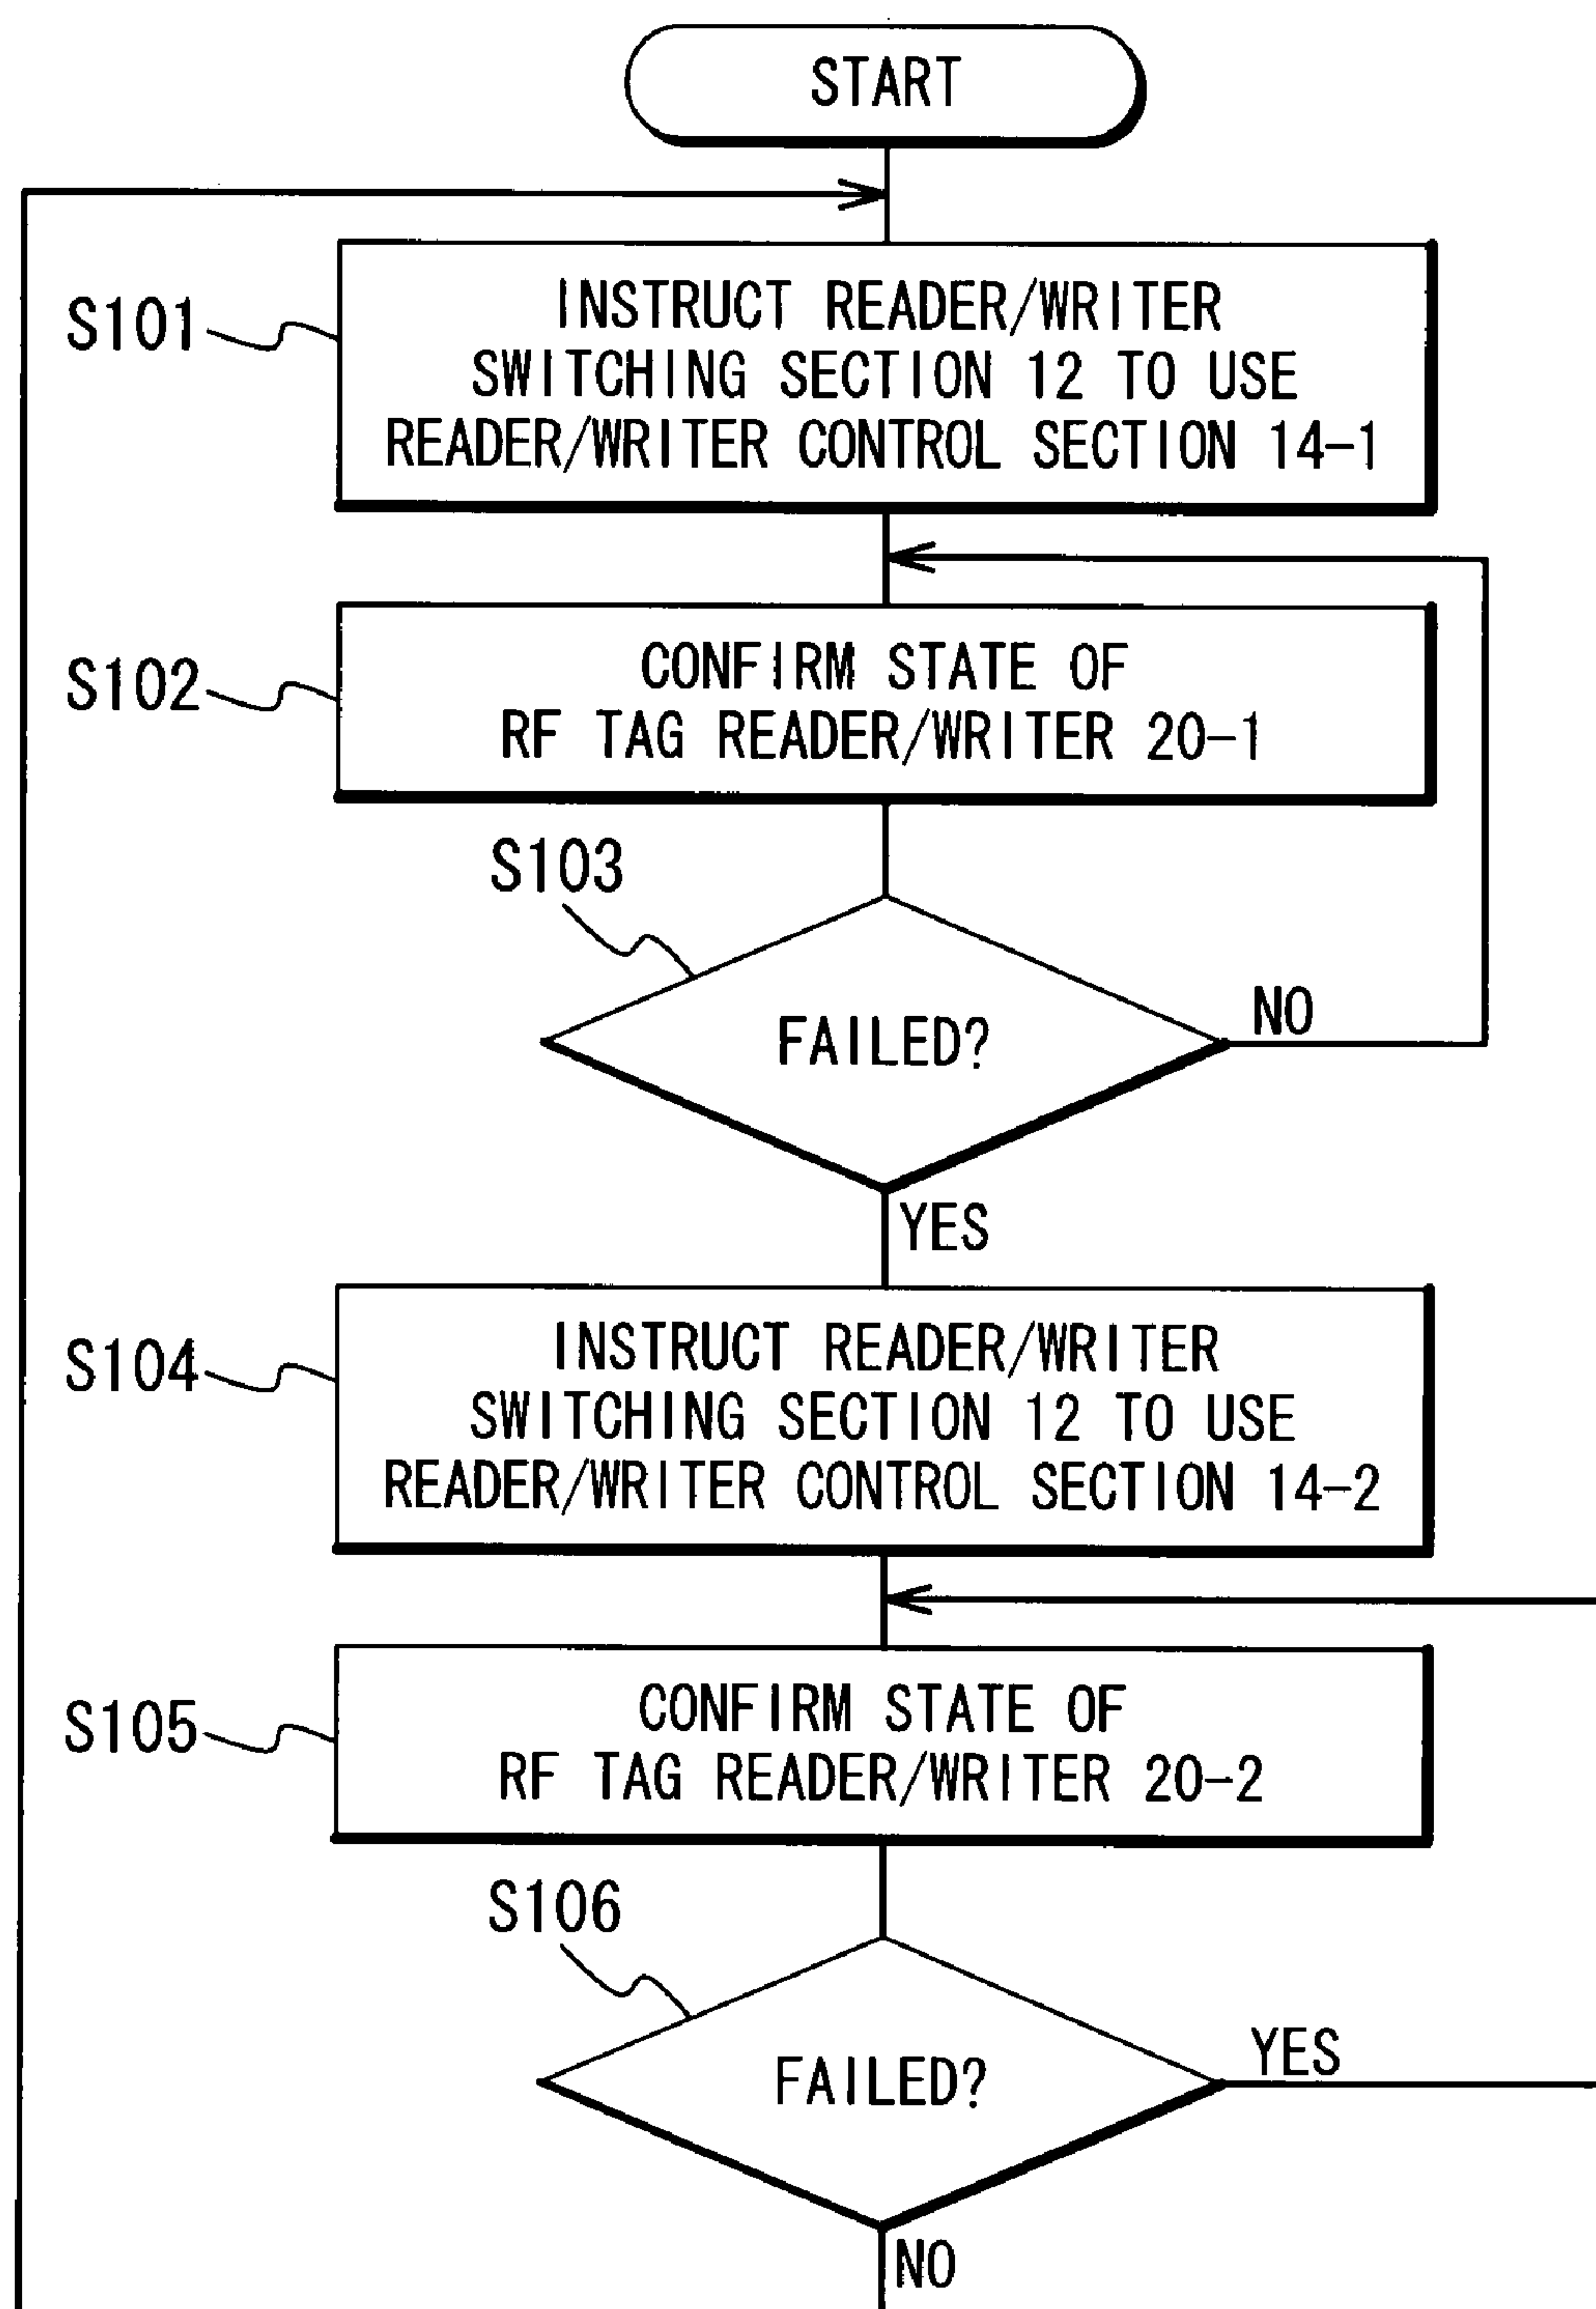 START
S101
INSTRUCT READER/WRITER
SWITCHING SECTION 12 TO USE
READER/WRITER CONTROL SECTION 14-1
S102
CONFIRM STATE OF
RF TAG READER/WRITER 20-1
S103
FAILED?
NO
YES
S104
INSTRUCT READER/WRITER
SWITCHING SECTION 12 TO USE
READER/WRITER CONTROL SECTION 14-2
S105
CONFIRM STATE OF
RF TAG READER/WRITER 20-2
S106
FAILED?
YES
NO